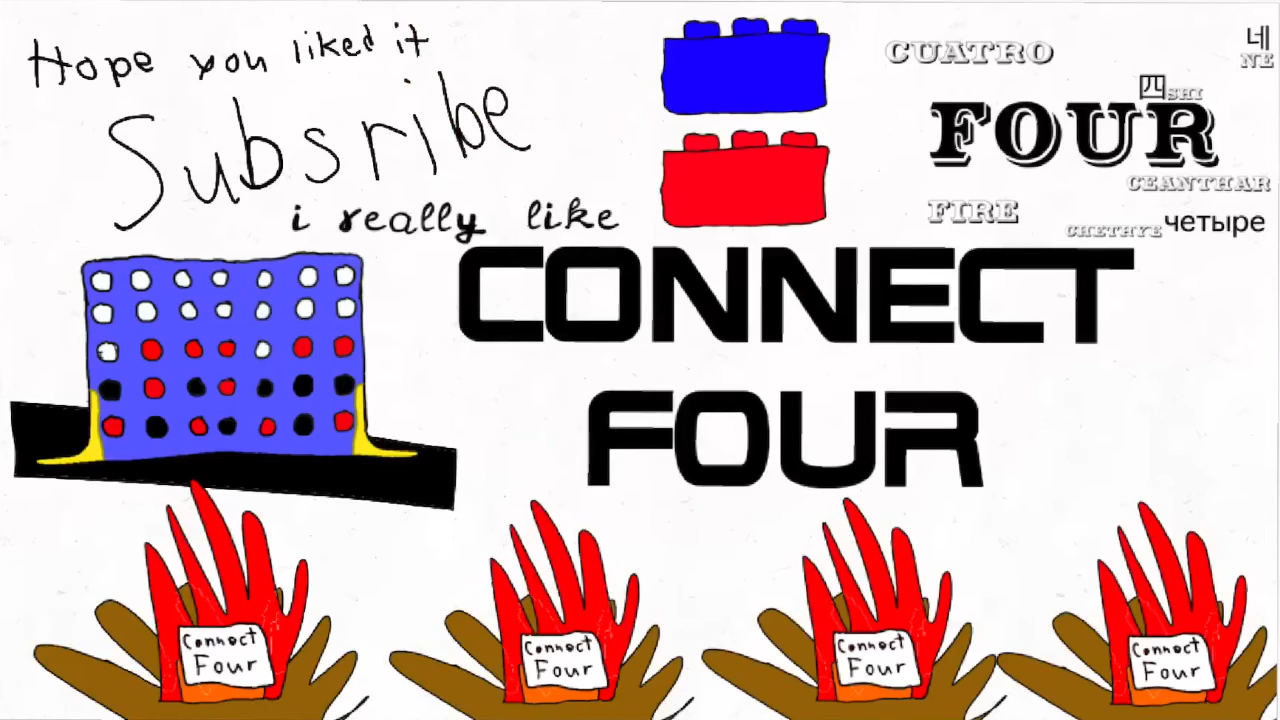 Hope you liked it
Subsribe
i really like
CUATRO
네
NE
四 SHI
FOUR
CEANTHAR
FIRE
CHETHYE четыре
CONNECT
FOUR
Connect
Four
Connect
Four
Connect
Four
Connect
Four